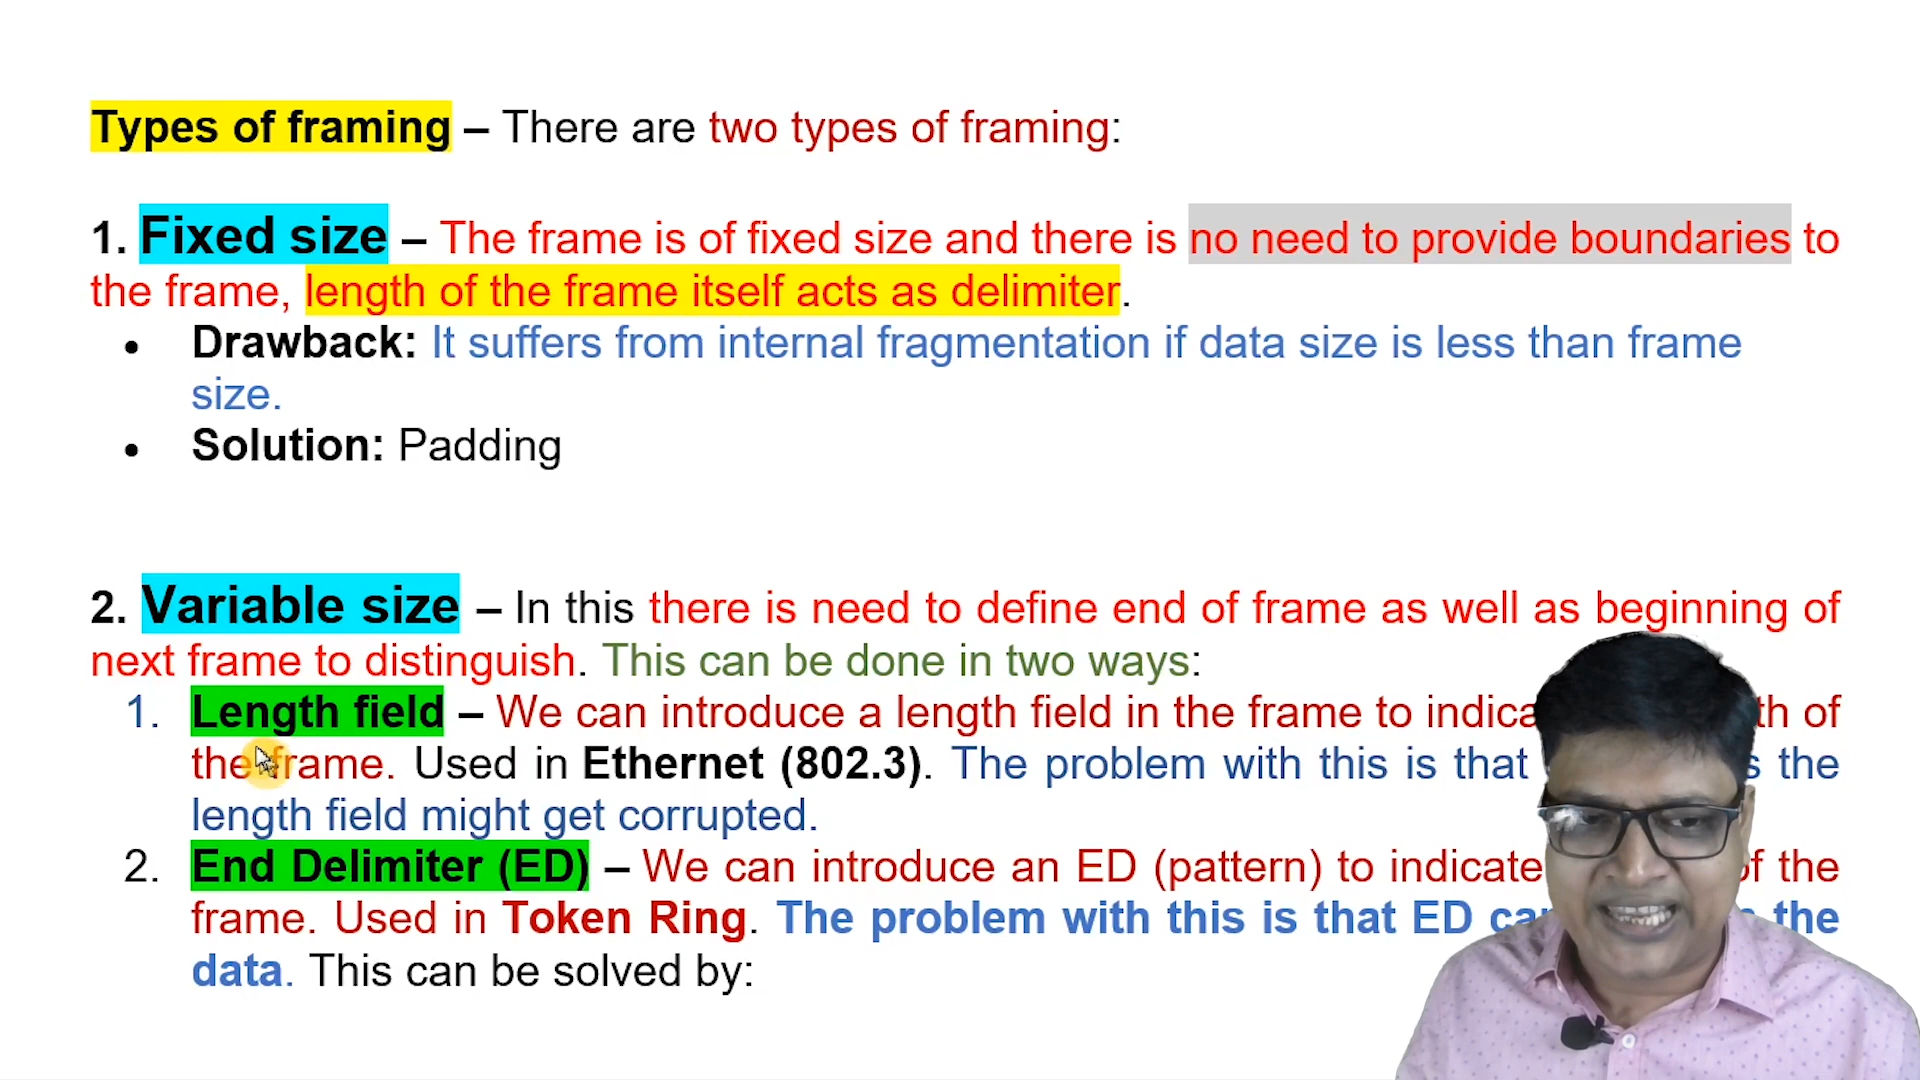 Types of framing – There are two types of framing:
1. Fixed size – The frame is of fixed size and there is no need to provide boundaries to
the frame, length of the frame itself acts as delimiter.
• Drawback: It suffers from internal fragmentation if data size is less than frame
size.
• Solution: Padding
2. Variable size – In this there is need to define end of frame as well as beginning of
next frame to distinguish. This can be done in two ways:
1. Length field – We can introduce a length field in the frame to of
the frame. Used in Ethernet (802.3). The problem with this is that the
length field might get corrupted.
2. End Delimiter (ED) – We can introduce an ED (pattern) to indicate of the
frame. Used in Token Ring. The problem with this is that ED the
data. This can be solved by: